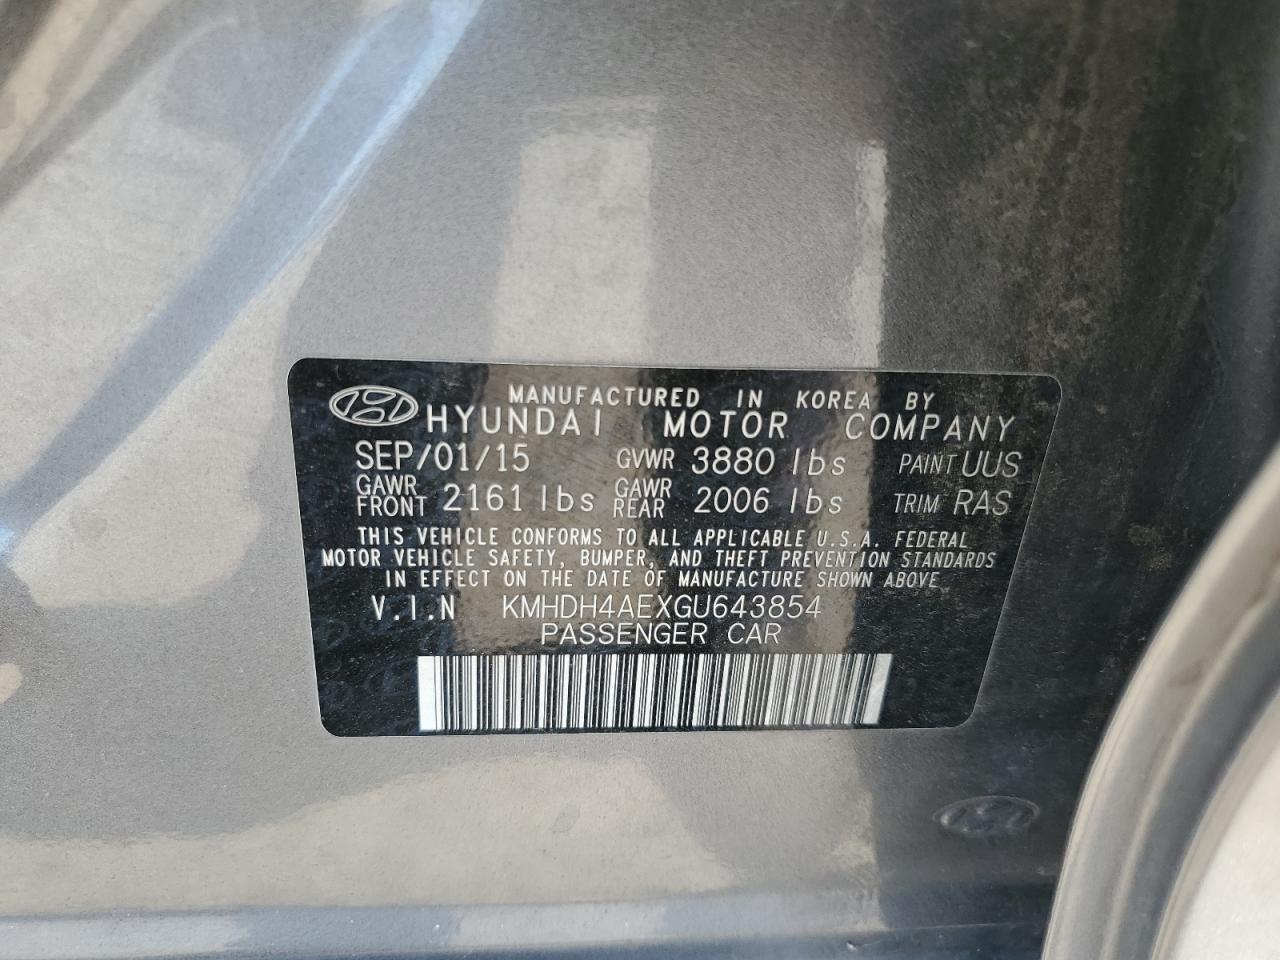 MANUFACTURED IN KOREA BY
HYUNDAI MOTOR COMPANY
SEP/01/15 GVWR 3880 lbs PAINT UUS
GAWR FRONT 2161 lbs GAWR REAR 2006 lbs TRIM RAS
THIS VEHICLE CONFORMS TO ALL APPLICABLE U.S.A. FEDERAL
MOTOR VEHICLE SAFETY, BUMPER, AND THEFT PREVENTION STANDARDS
IN EFFECT ON THE DATE OF MANUFACTURE SHOWN ABOVE.
V.I.N KMHDH4AEXGU643854
PASSENGER CAR